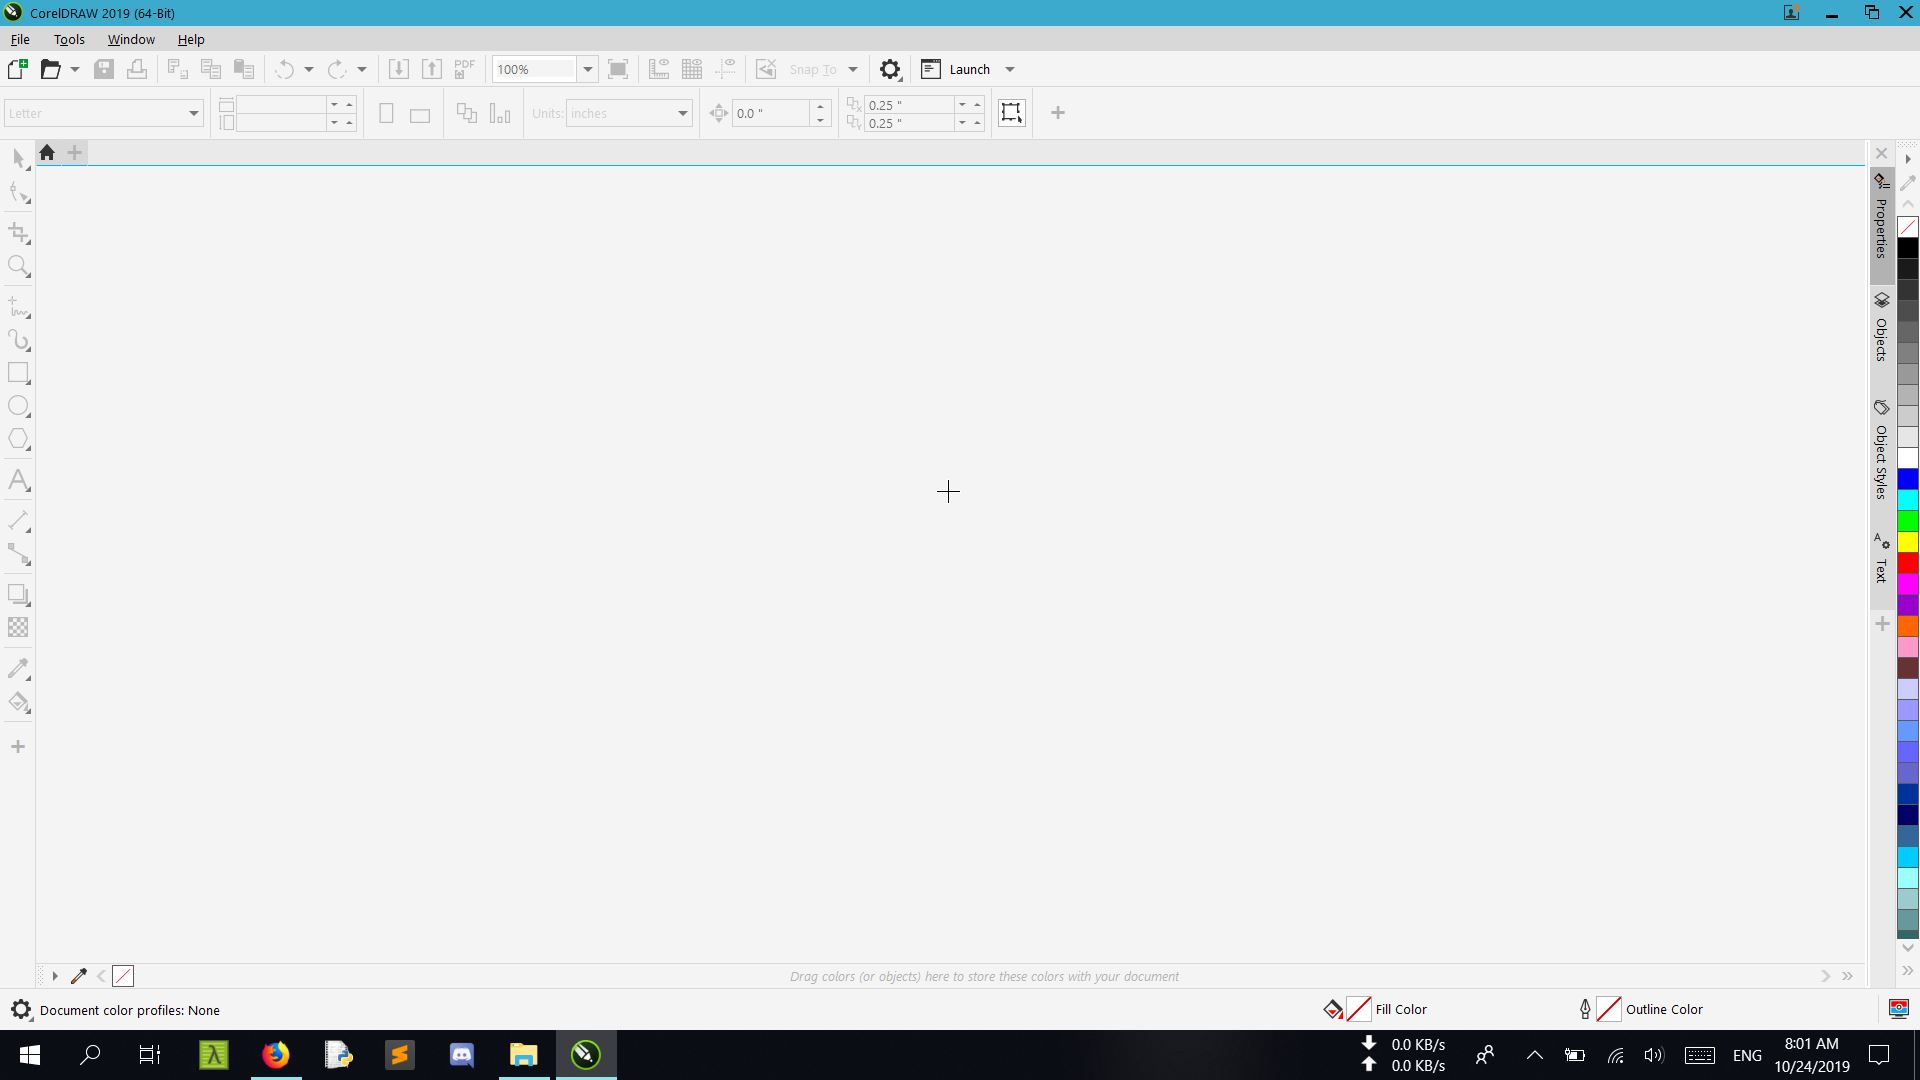 CorelDRAW 2019 (64-Bit)
File Tools Window Help
PDF 100% Snap To Launch
Letter Units: inches 0.0 " 0.25 "
0.25 "
Properties
Objects
Object Styles
Text
Drag colors (or objects) here to store these colors with your document
Document color profiles: None Fill Color Outline Color
0.0 KB/s
0.0 KB/s
ENG
8:01 AM
10/24/2019